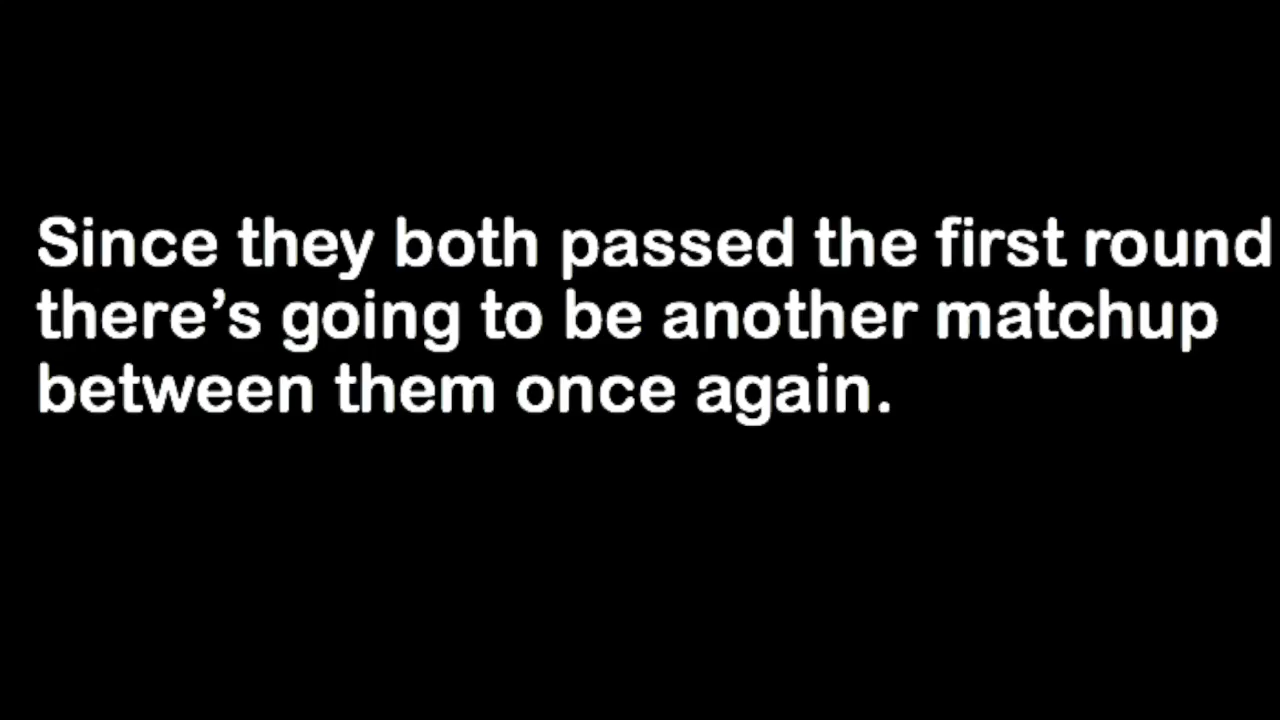 Since they both passed the first round
there’s going to be another matchup
between them once again.